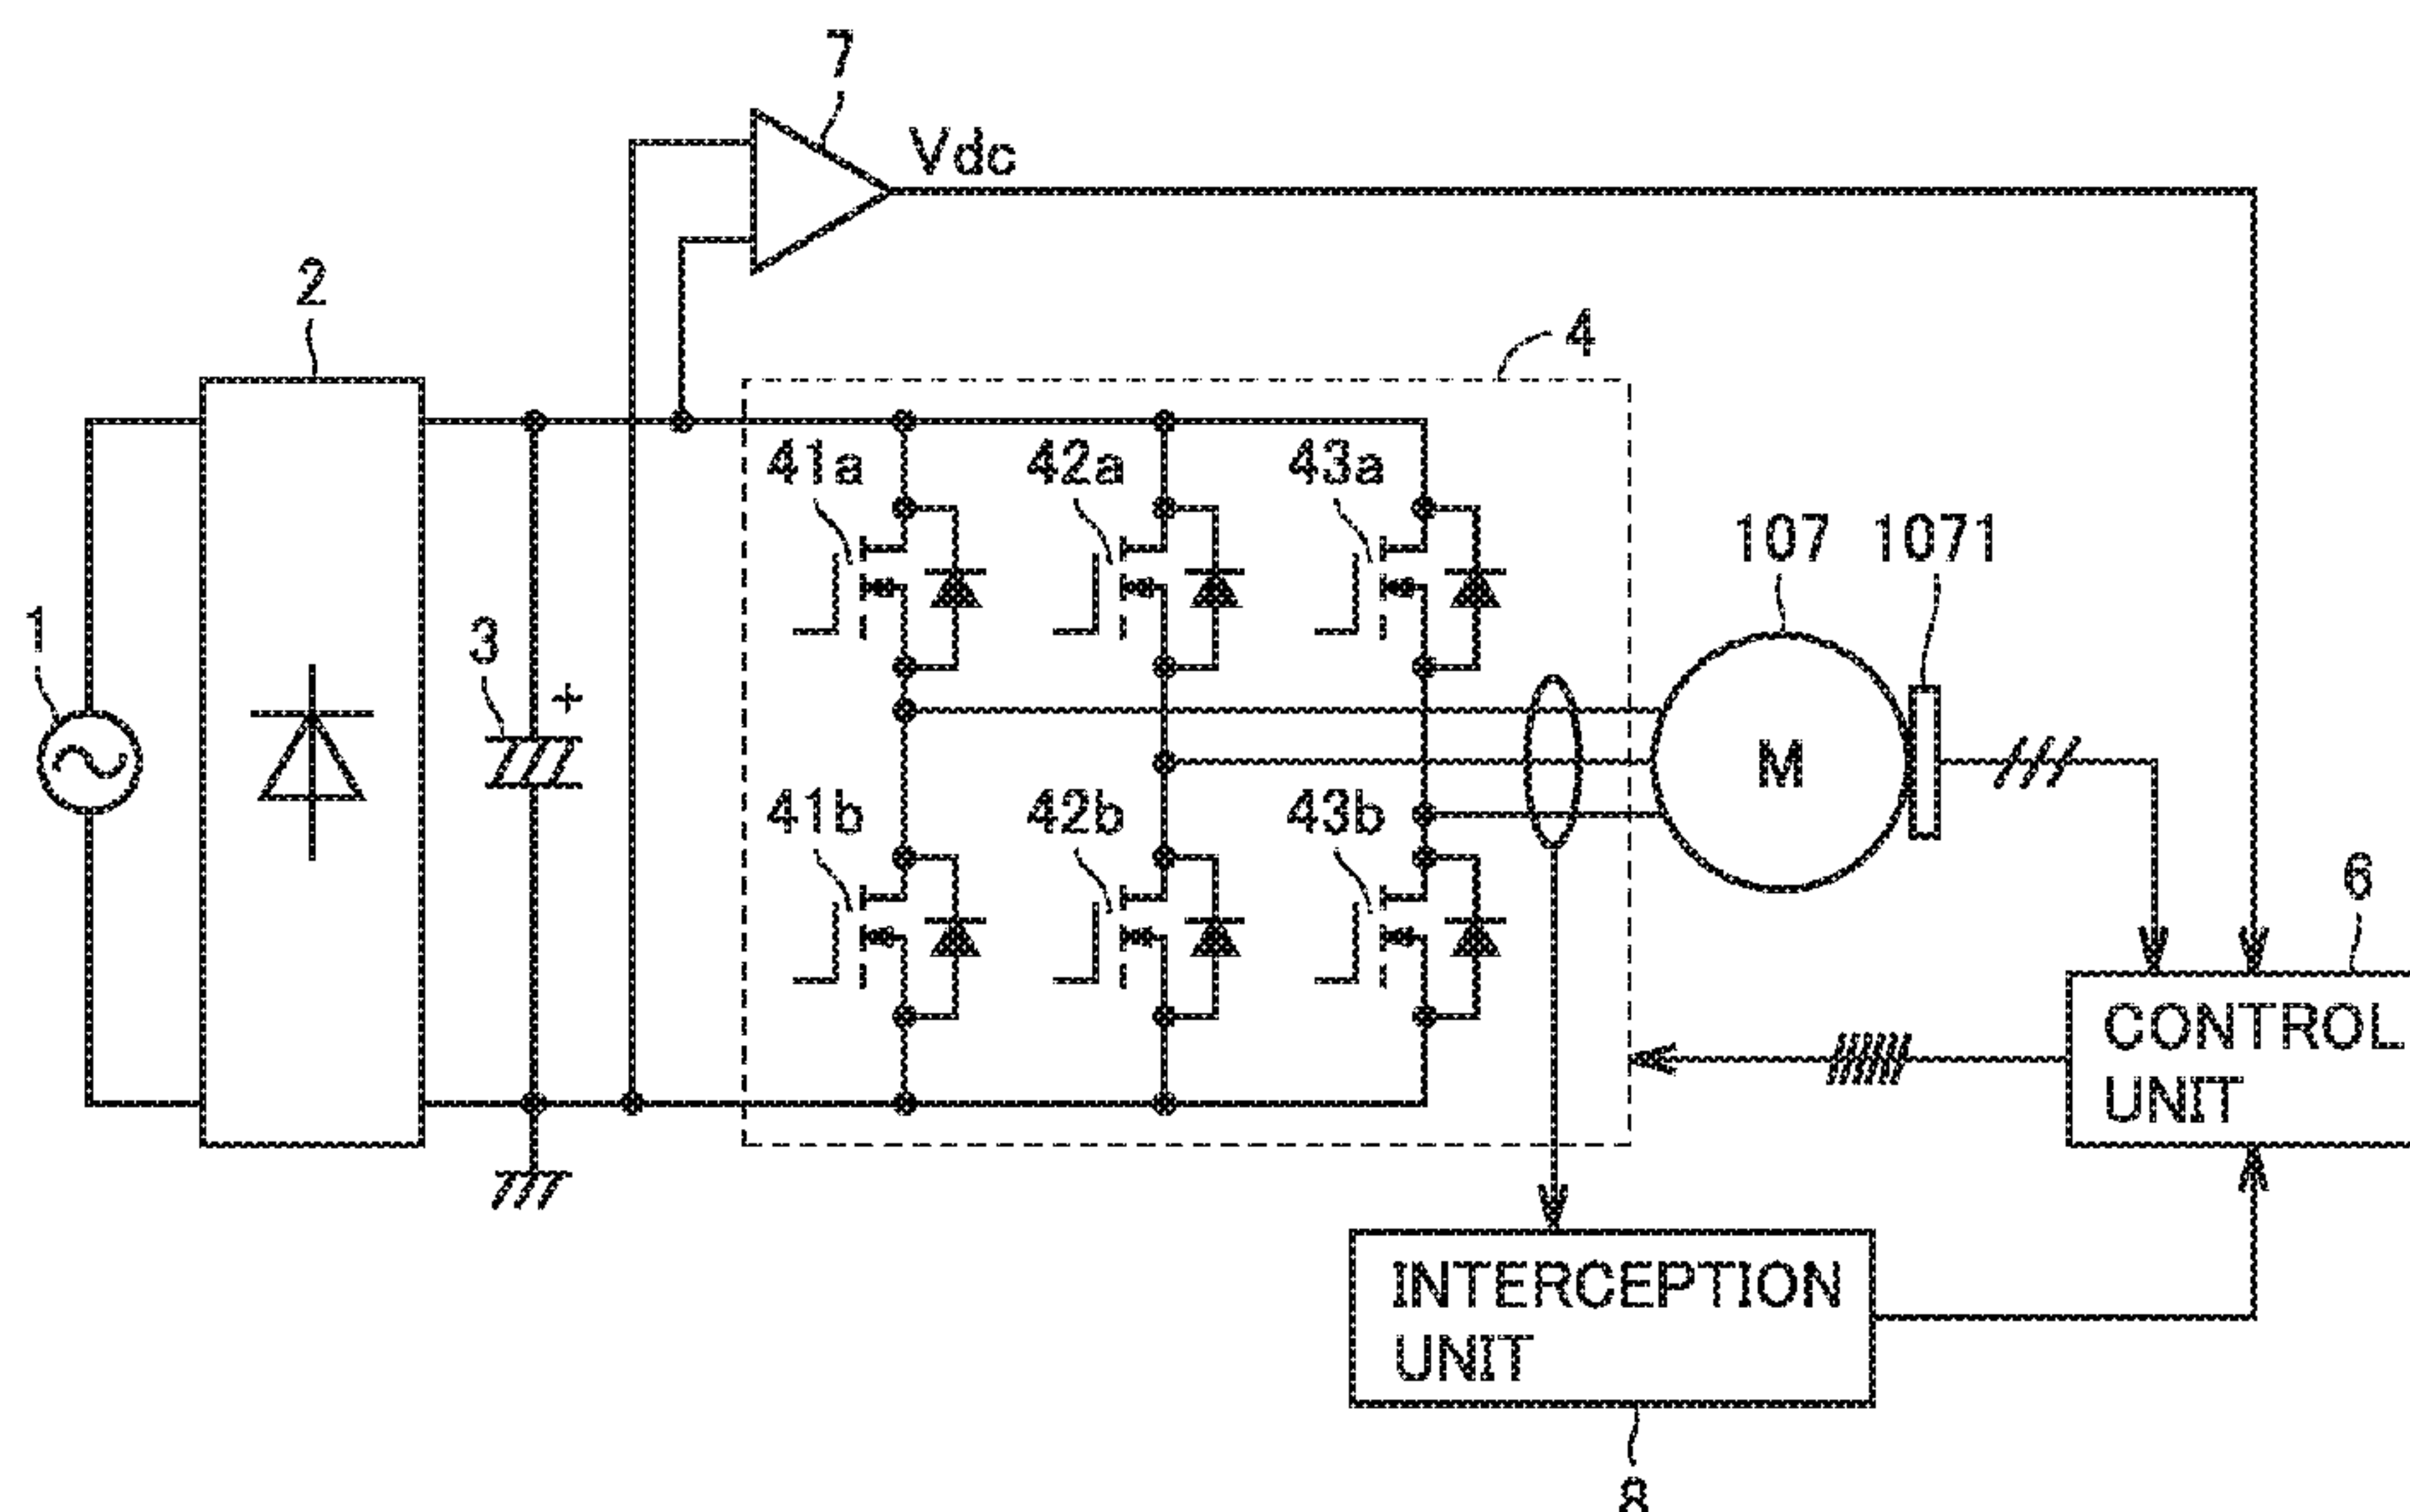 7
Vdc
2
4
41a
42a
43a
107
1071
1
3
+
M
41b
42b
43b
6
CONTROL
UNIT
INTERCEPTION
UNIT
8